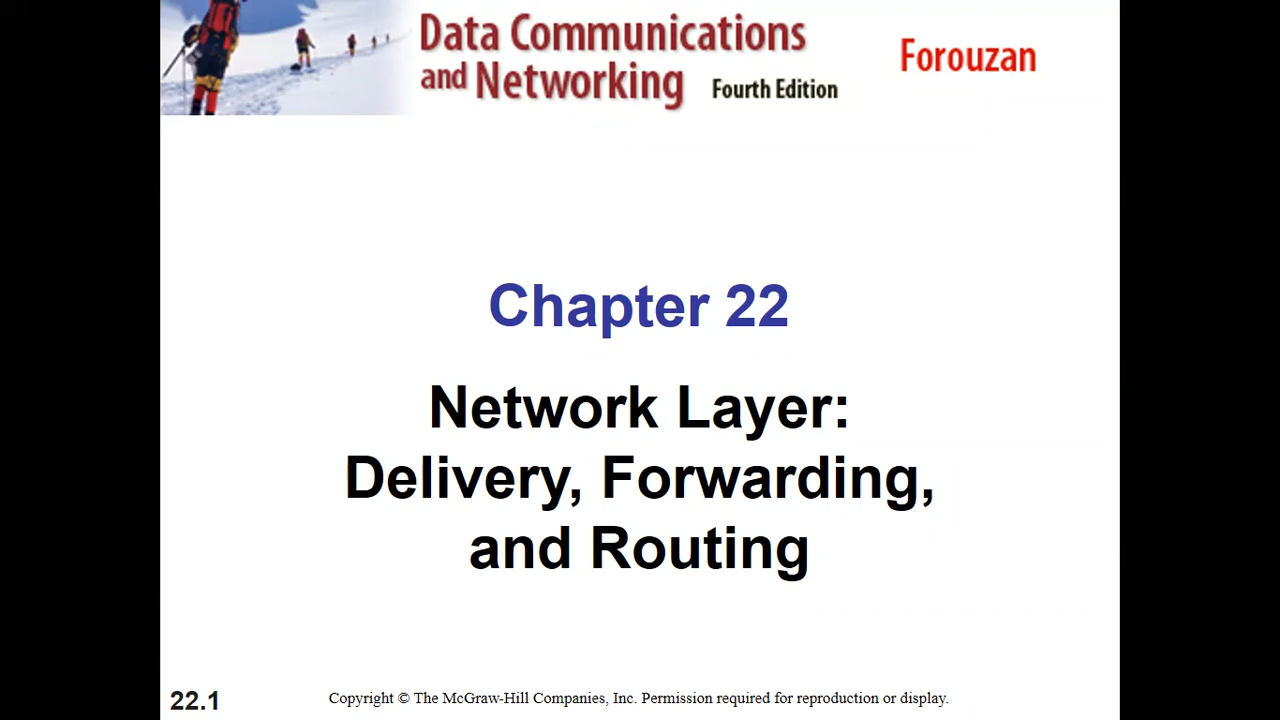 Data Communications
and Networking Fourth Edition
Forouzan
Chapter 22
Network Layer:
Delivery, Forwarding,
and Routing
22.1
Copyright © The McGraw-Hill Companies, Inc. Permission required for reproduction or display.